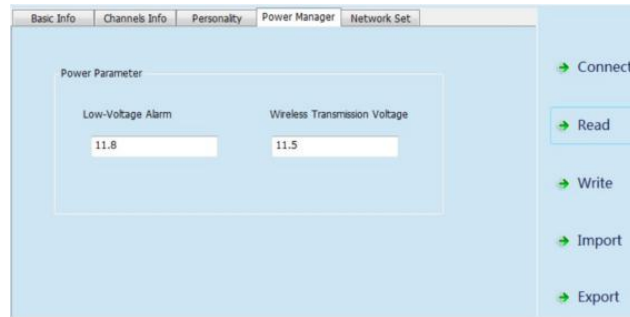 Basic Info Channels Info Personality Power Manager Network Set
Power Parameter
Low-Voltage Alarm Wireless Transmission Voltage
11.8 11.5
Connect
Read
Write
Import
Export